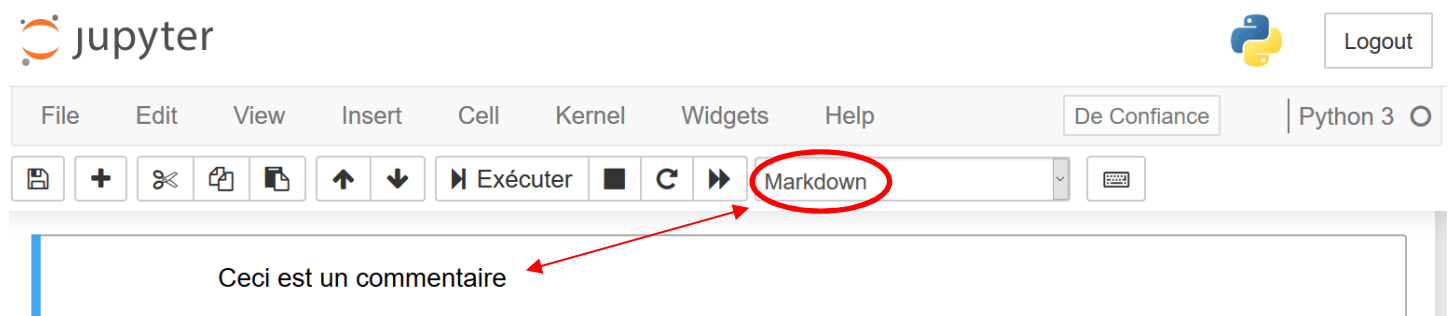 jupyter
Logout
File Edit View Insert Cell Kernel Widgets Help De Confiance Python 3
Exécuter Markdown
Ceci est un commentaire